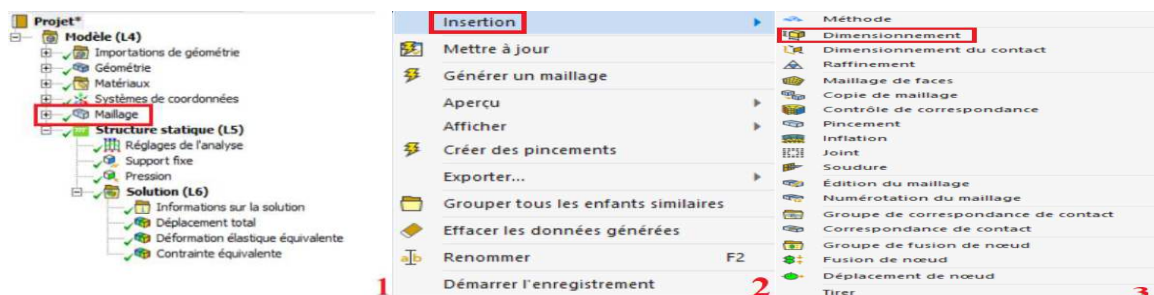 Projet*
Modèle (L4)
Importations de géométrie
Géométrie
Matériaux
Systèmes de coordonnées
Maillage
Structure statique (L5)
Réglages de l'analyse
Support fixe
Pression
Solution (L6)
Informations sur la solution
Déplacement total
Déformation élastique équivalente
Contrainte équivalente
1
Insertion
Mettre à jour
Générer un maillage
Aperçu
Afficher
Créer des pincements
Exporter...
Grouper tous les enfants similaires
Effacer les données générées
Renommer F2
Démarrer l'enregistrement
2
Méthode
Dimensionnement
Dimensionnement du contact
Raffinement
Maillage de faces
Copie de maillage
Contrôle de correspondance
Pincement
Inflation
Joint
Soudure
Édition du maillage
Numérotation du maillage
Groupe de correspondance de contact
Correspondance de contact
Groupe de fusion de nœud
Fusion de nœud
Déplacement de nœud
Tirer
3